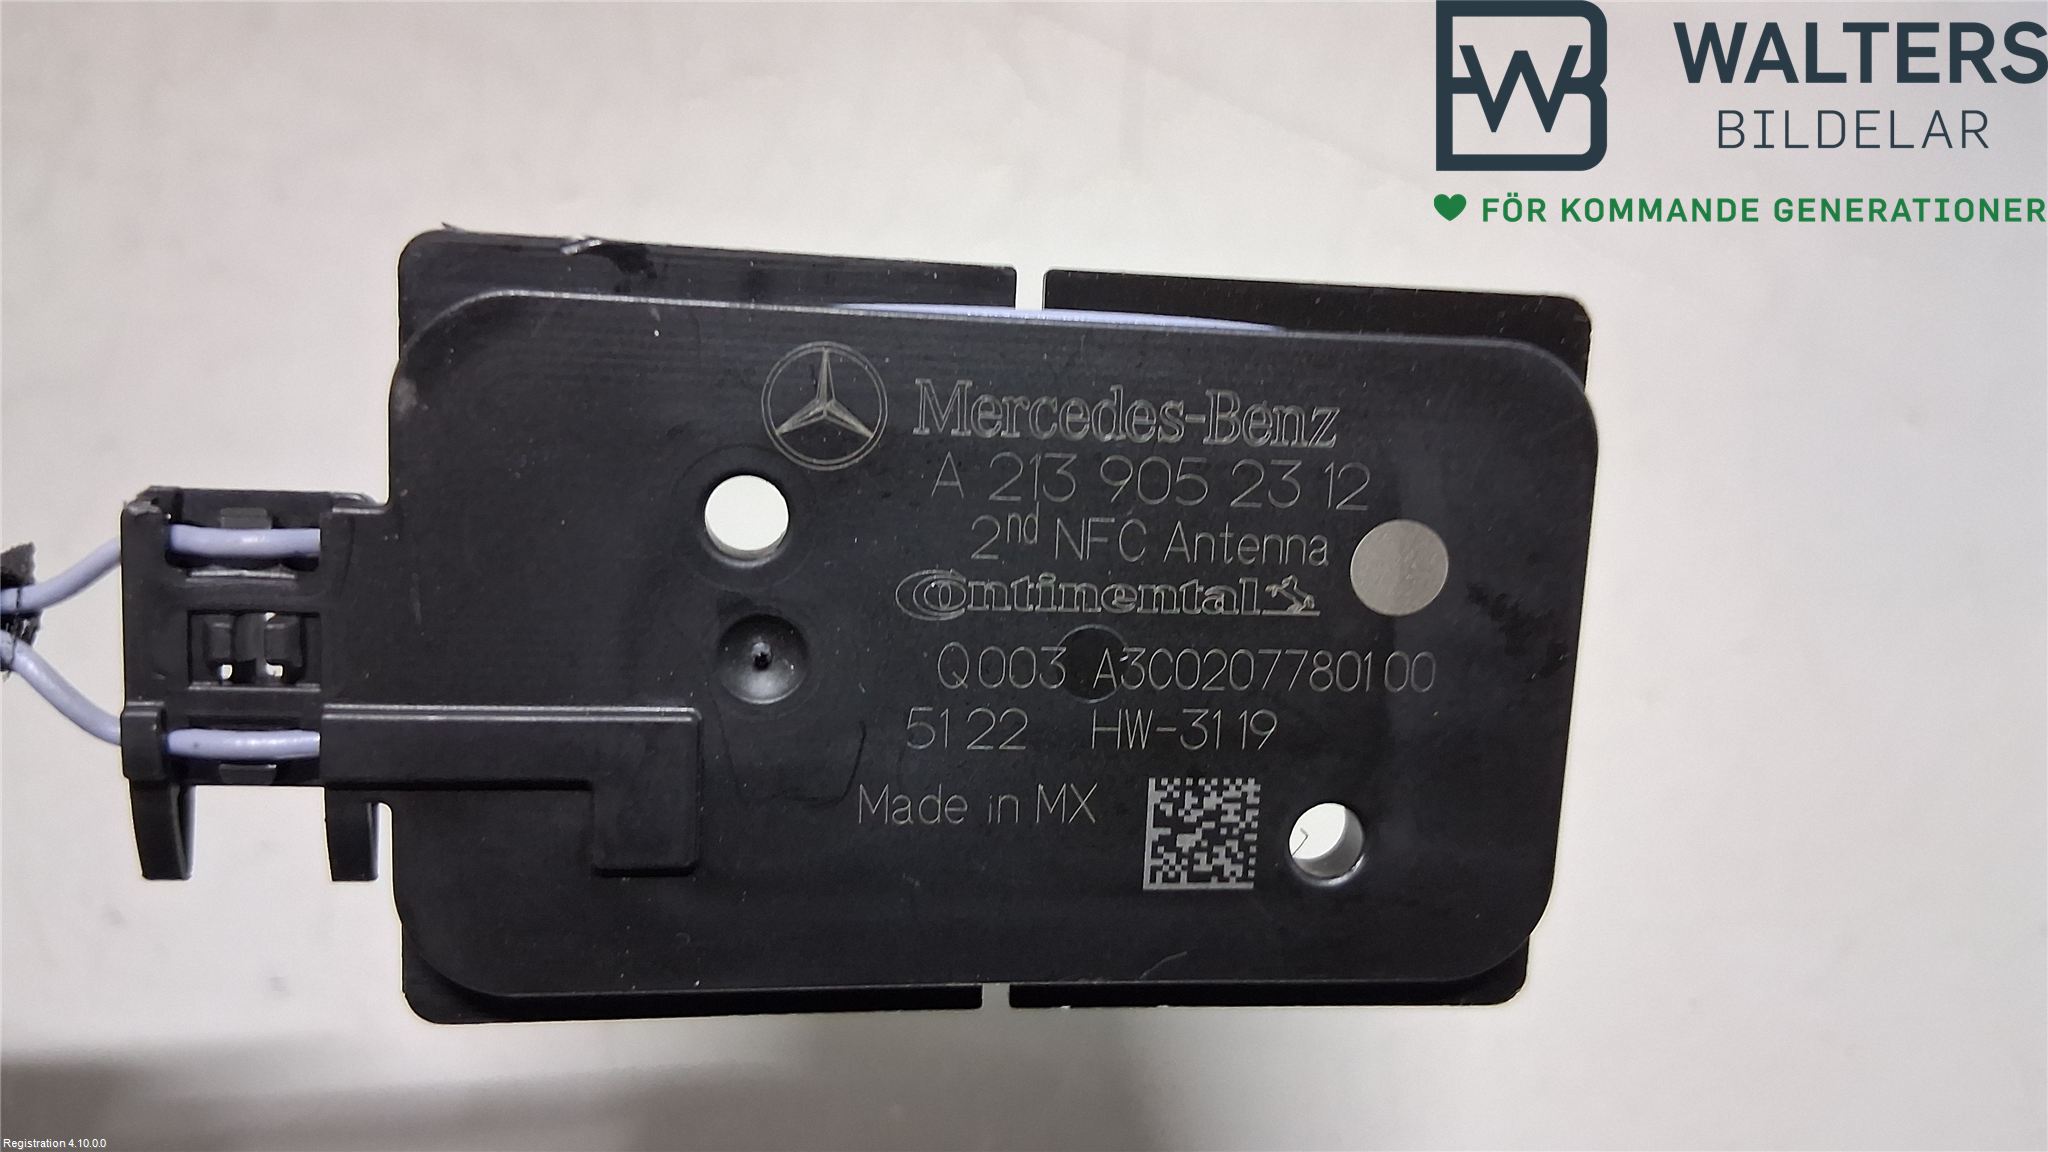 WALTERS
BILDELAR
FÖR KOMMANDE GENERATIONER
Mercedes-Benz
A 213 905 23 12
2nd NFC Antenna
Continental
Q003 A3C0207780100
5122 HW-3119
Made in MX
Registration 4.10.0.0